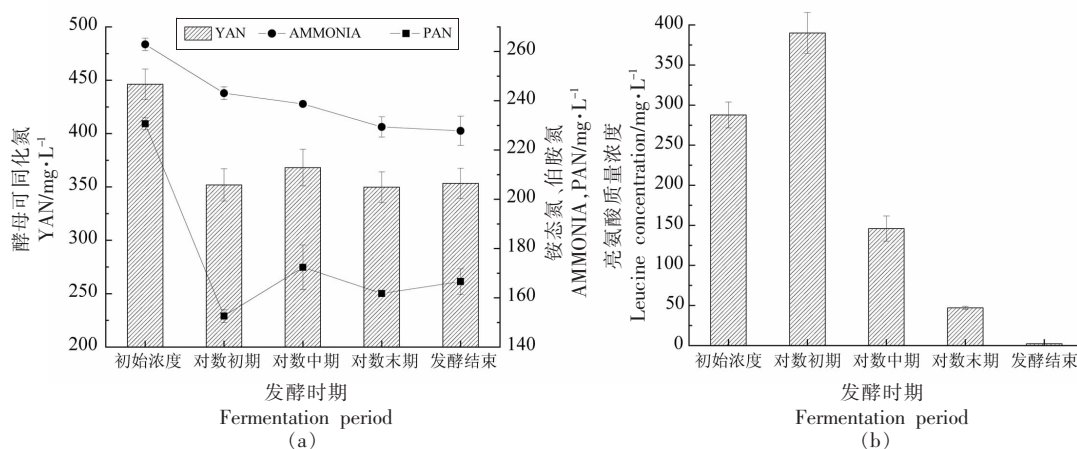 (a)
YAN
AMMONIA
PAN
酵母可同化氮
YAN/mg·L⁻¹
500
450
400
350
300
250
200
铵态氮、伯胺氮
AMMONIA,PAN/mg·L⁻¹
260
240
220
200
180
160
140
初始浓度 对数初期 对数中期 对数末期 发酵结束
发酵时期
Fermentation period
(b)
亮氨酸质量浓度
Leucine concentration/mg·L⁻¹
400
350
300
250
200
150
100
50
0
初始浓度 对数初期 对数中期 对数末期 发酵结束
发酵时期
Fermentation period